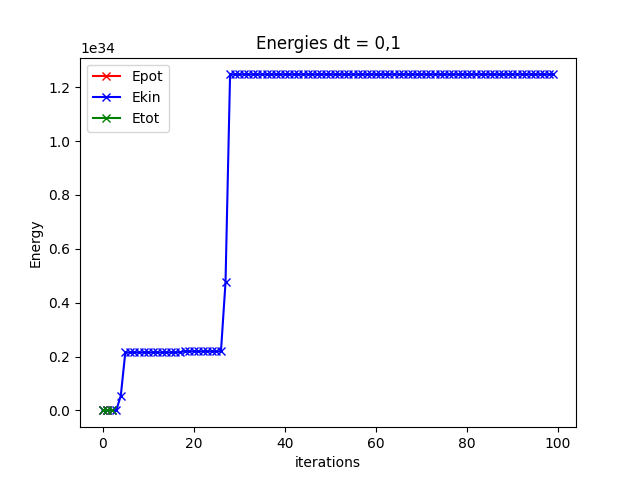 Energies dt = 0,1
1e34
Epot
Ekin
Etot
1.2
1.0
0.8
0.6
0.4
0.2
0.0
Energy
0 20 40 60 80 100
iterations